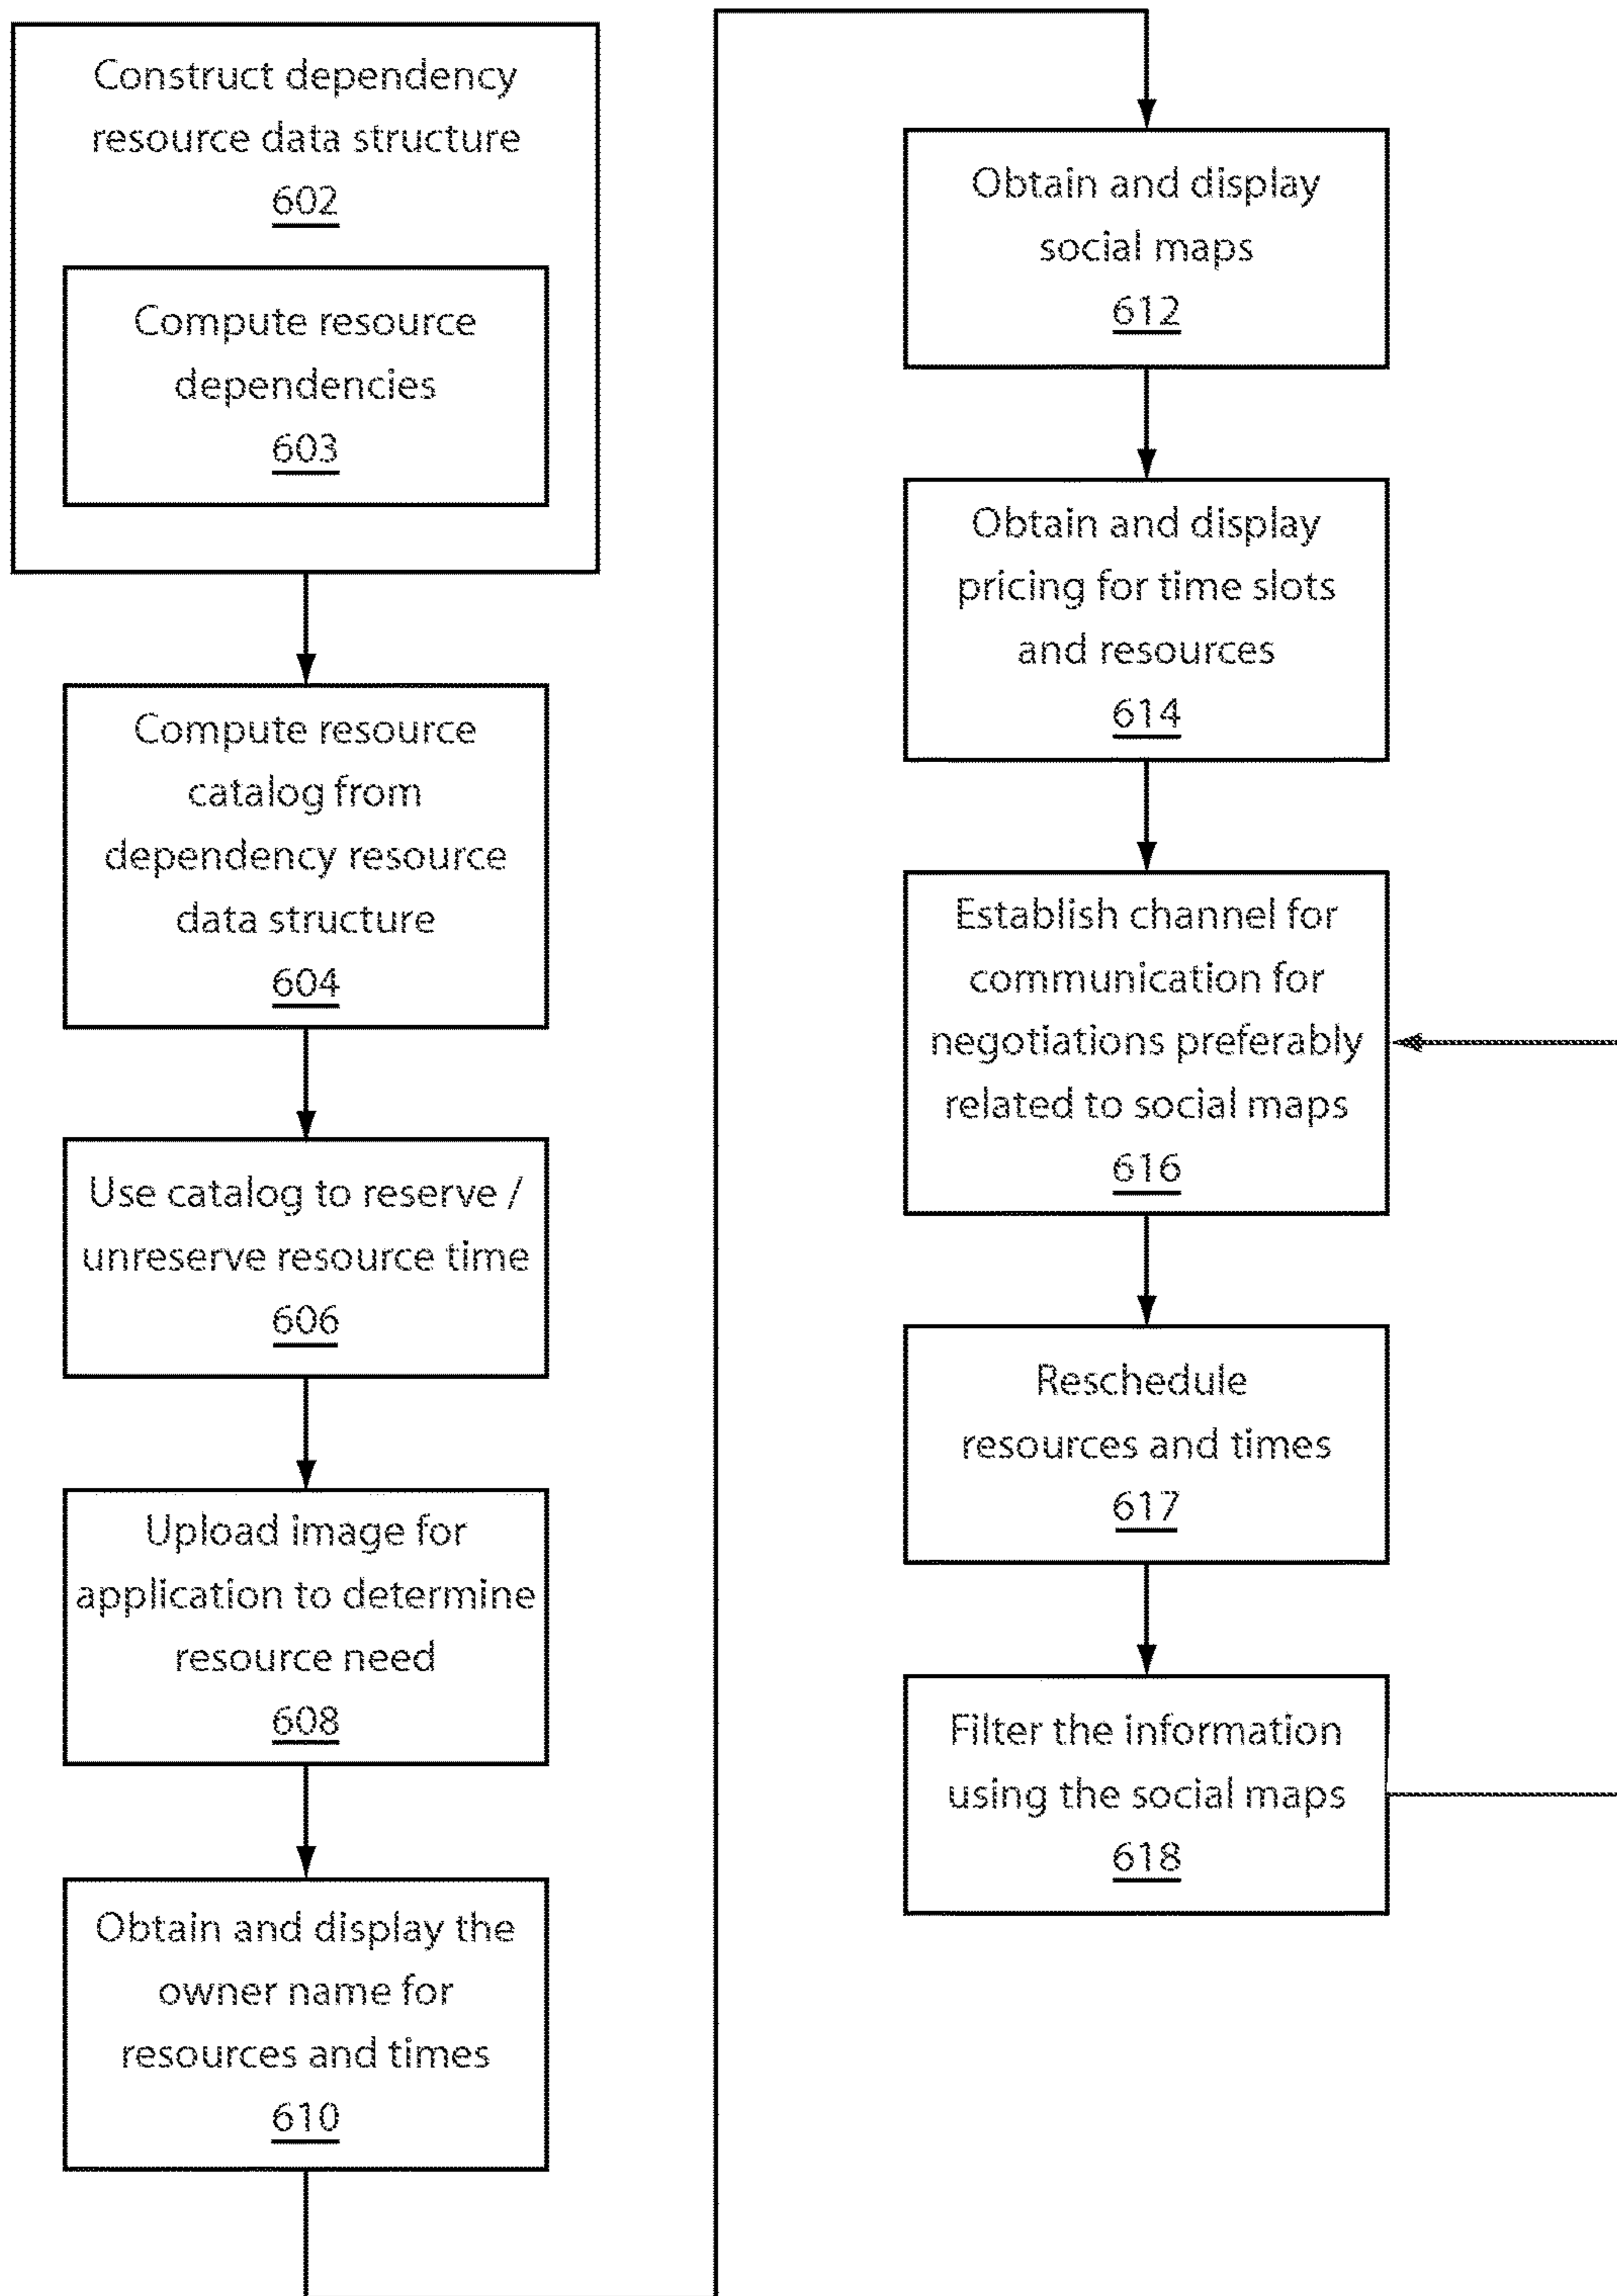 Construct dependency
resource data structure
602
Compute resource
dependencies
603
Compute resource
catalog from
dependency resource
data structure
604
Use catalog to reserve /
unreserve resource time
606
Upload image for
application to determine
resource need
608
Obtain and display the
owner name for
resources and times
610
Obtain and display
social maps
612
Obtain and display
pricing for time slots
and resources
614
Establish channel for
communication for
negotiations preferably
related to social maps
616
Reschedule
resources and times
617
Filter the information
using the social maps
618